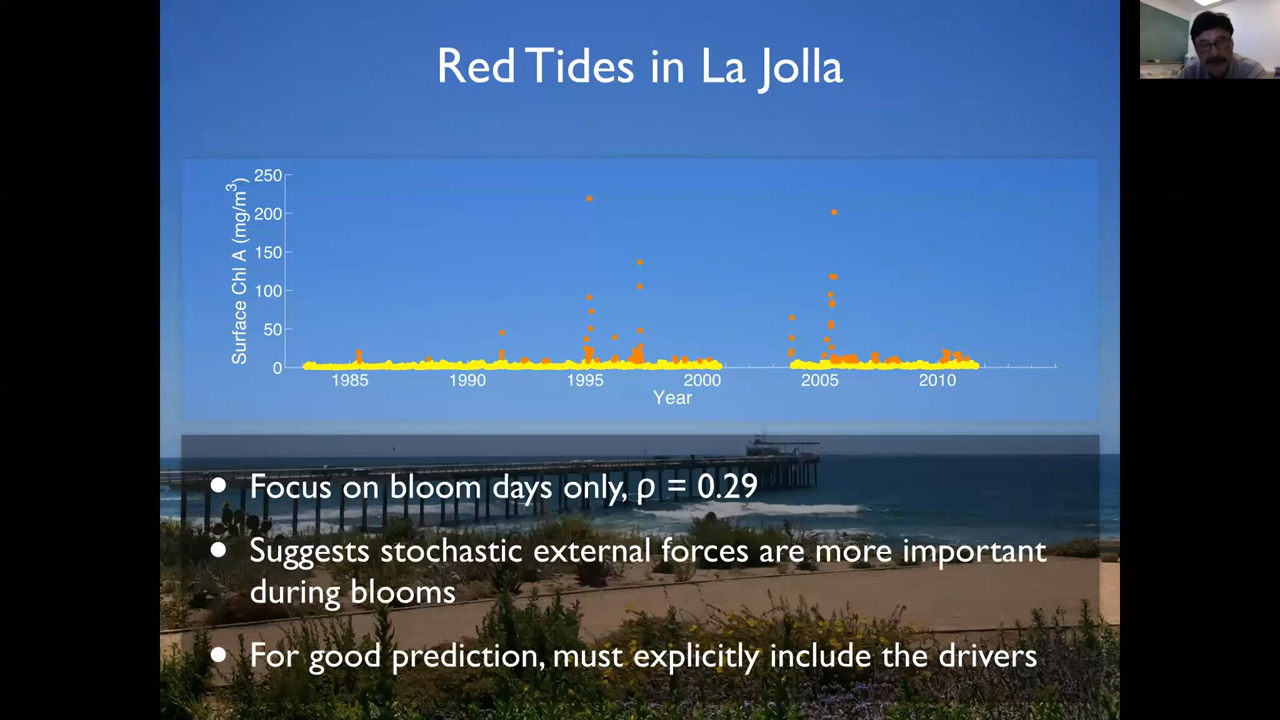 Red Tides in La Jolla
250
200
150
100
50
0
Surface Chl A (mg/m³)
1985 1990 1995 2000 2005 2010
Year
• Focus on bloom days only, ρ = 0.29
• Suggests stochastic external forces are more important
during blooms
• For good prediction, must explicitly include the drivers